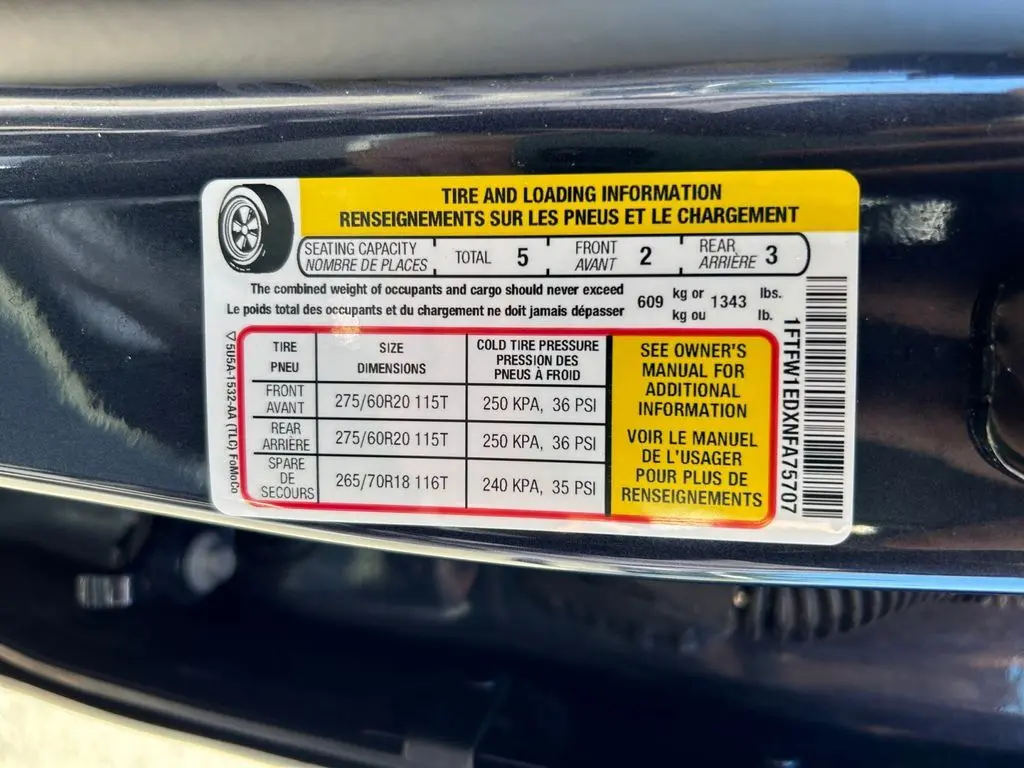 TIRE AND LOADING INFORMATION
RENSEIGNEMENTS SUR LES PNEUS ET LE CHARGEMENT
SEATING CAPACITY
NOMBRE DE PLACES
TOTAL 5
FRONT
AVANT
2
REAR
ARRIÈRE
3
The combined weight of occupants and cargo should never exceed
Le poids total des occupants et du chargement ne doit jamais dépasser
609
kg or
kg ou
1343
lbs.
lb.
TIRE
PNEU
SIZE
DIMENSIONS
COLD TIRE PRESSURE
PRESSION DES
PNEUS À FROID
FRONT
AVANT
275/60R20 115T
250 KPA, 36 PSI
REAR
ARRIÈRE
275/60R20 115T
250 KPA, 36 PSI
SPARE
DE
SECOURS
265/70R18 116T
240 KPA, 35 PSI
SEE OWNER'S
MANUAL FOR
ADDITIONAL
INFORMATION
VOIR LE MANUEL
DE L'USAGER
POUR PLUS DE
RENSEIGNEMENTS
1FTFW1EDXNFA75707
5U5A-1532-AA (TLC) FoMoCo